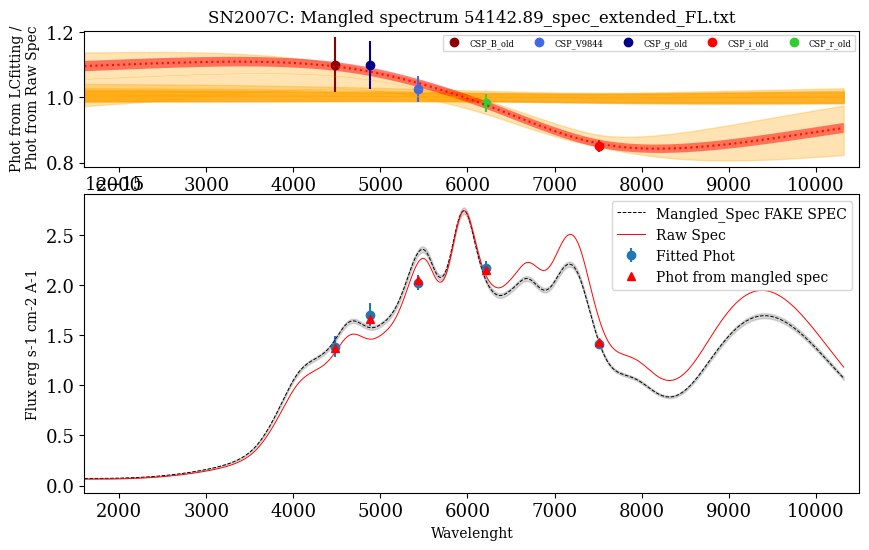 SN2007C: Mangled spectrum 54142.89_spec_extended_FL.txt
Phot from LCfitting /
Phot from Raw Spec
1.2
1.0
0.8
CSP_B_old CSP_V9844 CSP_g_old CSP_i_old CSP_r_old
2000 3000 4000 5000 6000 7000 8000 9000 10000
1e−15
Flux erg s-1 cm-2 A-1
2.5
2.0
1.5
1.0
0.5
0.0
Mangled_Spec FAKE SPEC
Raw Spec
Fitted Phot
Phot from mangled spec
2000 3000 4000 5000 6000 7000 8000 9000 10000
Wavelenght